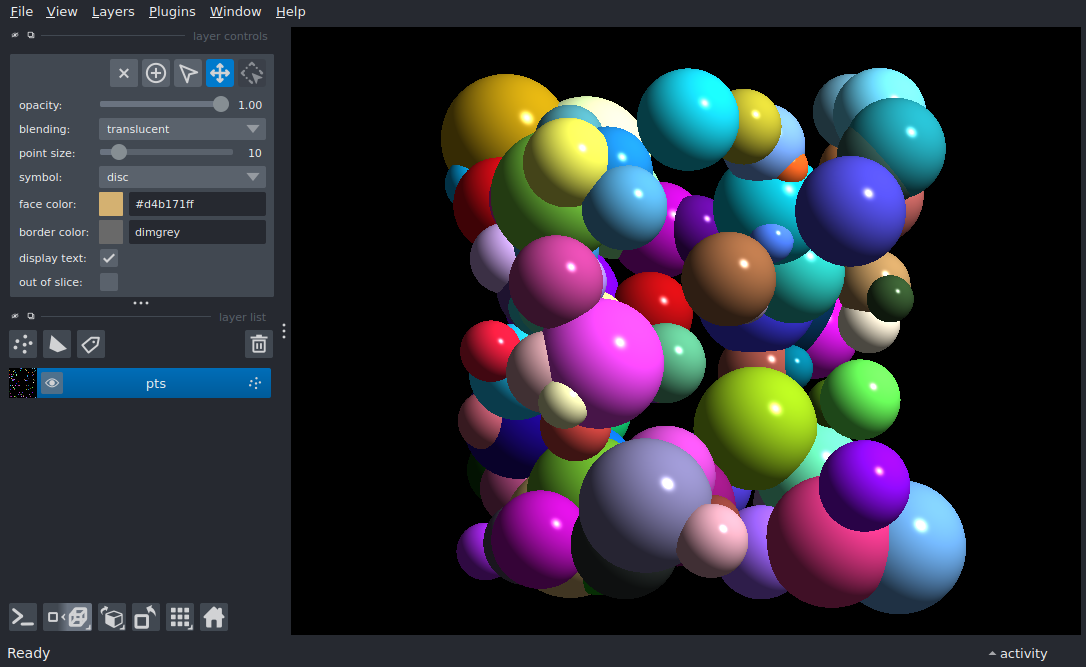 File View Layers Plugins Window Help
layer controls
opacity: 1.00
blending: translucent
point size: 10
symbol: disc
face color: #d4b171ff
border color: dimgrey
display text:
out of slice:
layer list
pts
Ready
activity